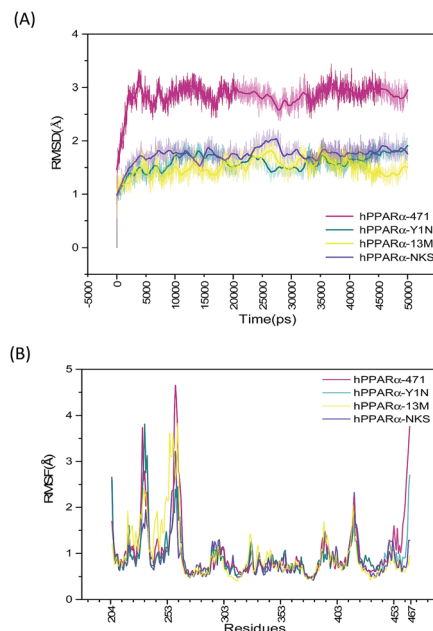 (A)
4
3
2
1
0
RMSD(Å)
hPPARα-471
hPPARα-Y1N
hPPARα-13M
hPPARα-NKS
-5000
0
5000
10000
15000
20000
25000
30000
35000
40000
45000
50000
Time(ps)
(B)
5
4
3
2
1
0
RMSF(Å)
hPPARα-471
hPPARα-Y1N
hPPARα-13M
hPPARα-NKS
204
253
303
353
403
453
467
Residues